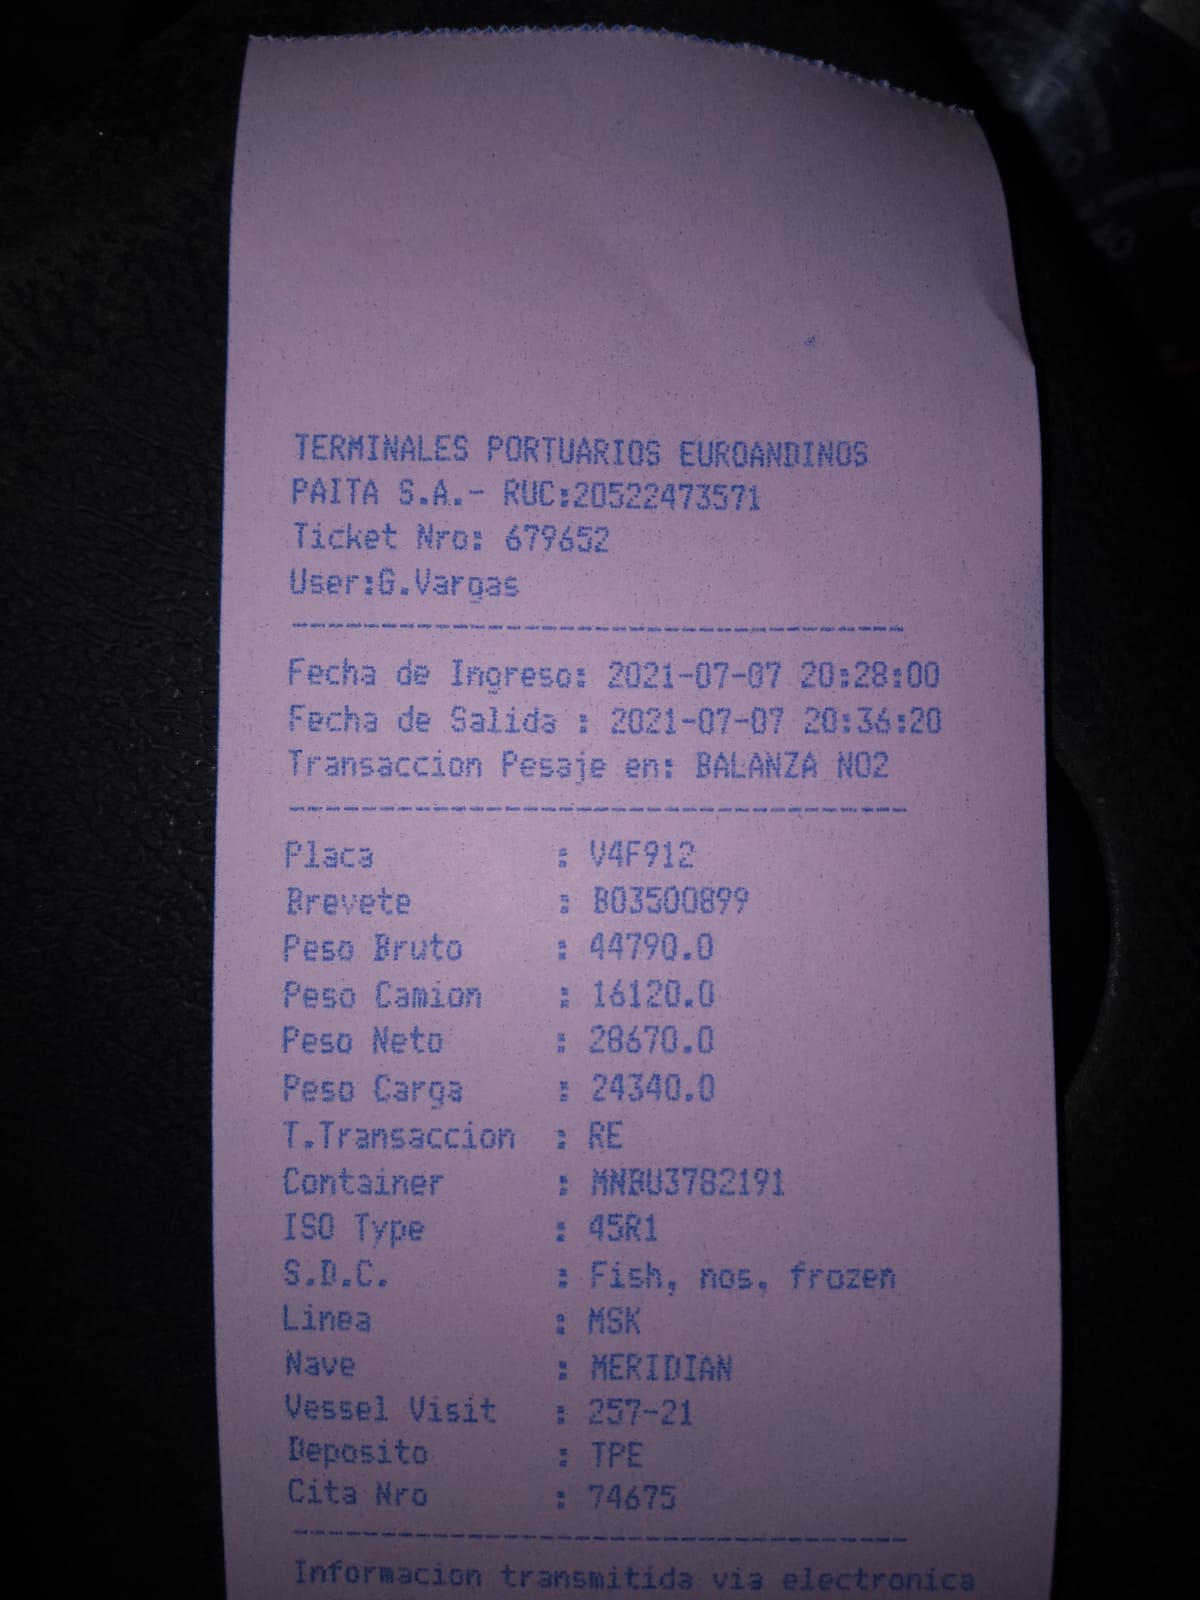 TERMINALES PORTUARIOS EUROANDINOS
PAITA S.A.- RUC:20522473571
Ticket Nro: 679652
User:G.Vargas
----------------------------------
Fecha de Ingreso: 2021-07-07 20:28:00
Fecha de Salida : 2021-07-07 20:36:20
Transaccion Pesaje en: BALANZA NO2
----------------------------------
Placa : V4F912
Brevete : B03500899
Peso Bruto : 44790.0
Peso Camion : 16120.0
Peso Neto : 28670.0
Peso Carga : 24340.0
T.Transaccion : RE
Container : MNBU3782191
ISO Type : 45R1
S.D.C. : Fish, nos, frozen
Linea : MSK
Nave : MERIDIAN
Vessel Visit : 257-21
Deposito : TPE
Cita Nro : 74675
----------------------------------
Informacion transmitida via electronica